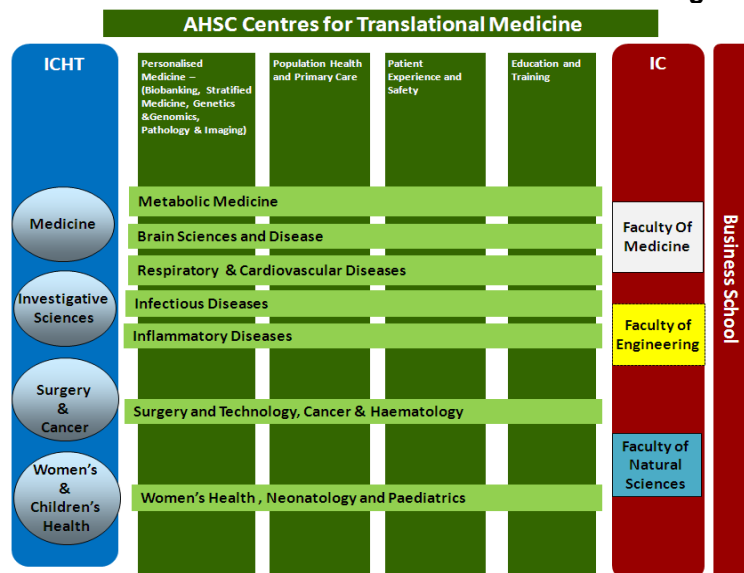 AHSC Centres for Translational Medicine
ICHT
Personalised
Medicine –
(Biobanking, Stratified
Medicine, Genetics
&Genomics,
Pathology & Imaging)
Population Health
and Primary Care
Patient
Experience and
Safety
Education and
Training
IC
Business School
Medicine
Investigative
Sciences
Surgery
&
Cancer
Women's
&
Children's
Health
Metabolic Medicine
Brain Sciences and Disease
Respiratory & Cardiovascular Diseases
Infectious Diseases
Inflammatory Diseases
Surgery and Technology, Cancer & Haematology
Women's Health , Neonatology and Paediatrics
Faculty Of
Medicine
Faculty of
Engineering
Faculty of
Natural
Sciences